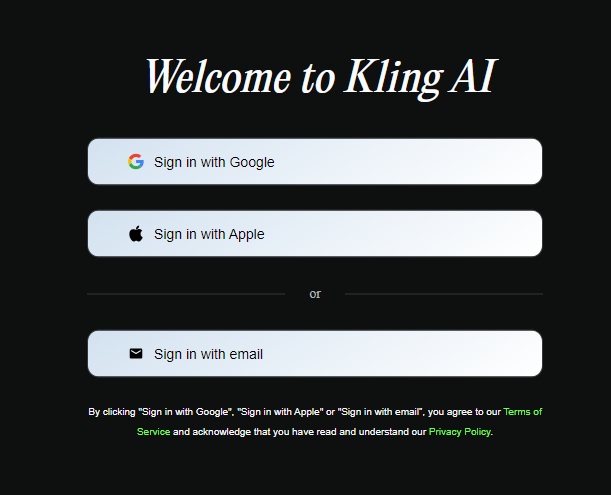 Welcome to Kling AI
Sign in with Google
Sign in with Apple
or
Sign in with email
By clicking "Sign in with Google", "Sign in with Apple" or "Sign in with email", you agree to our Terms of
Service and acknowledge that you have read and understand our Privacy Policy.